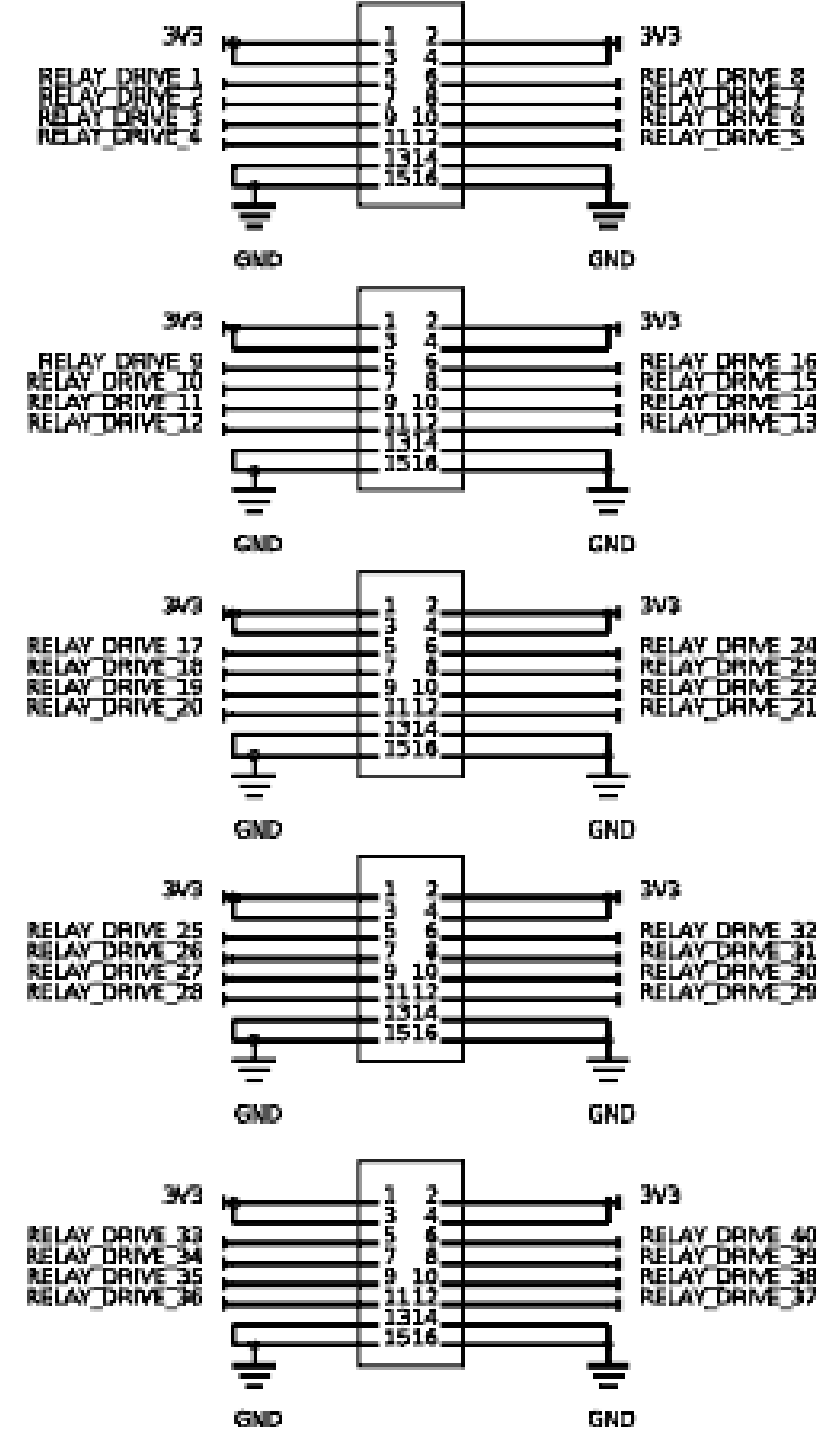 3V3 1 2 3V3
3 4
RELAY_DRIVE_1 5 6 RELAY_DRIVE_8
RELAY_DRIVE_2 7 8 RELAY_DRIVE_7
RELAY_DRIVE_3 9 10 RELAY_DRIVE_6
RELAY_DRIVE_4 11 12 RELAY_DRIVE_5
13 14
15 16
GND GND
3V3 1 2 3V3
3 4
RELAY_DRIVE_9 5 6 RELAY_DRIVE_16
RELAY_DRIVE_10 7 8 RELAY_DRIVE_15
RELAY_DRIVE_11 9 10 RELAY_DRIVE_14
RELAY_DRIVE_12 11 12 RELAY_DRIVE_13
13 14
15 16
GND GND
3V3 1 2 3V3
3 4
RELAY_DRIVE_17 5 6 RELAY_DRIVE_24
RELAY_DRIVE_18 7 8 RELAY_DRIVE_23
RELAY_DRIVE_19 9 10 RELAY_DRIVE_22
RELAY_DRIVE_20 11 12 RELAY_DRIVE_21
13 14
15 16
GND GND
3V3 1 2 3V3
3 4
RELAY_DRIVE_25 5 6 RELAY_DRIVE_32
RELAY_DRIVE_26 7 8 RELAY_DRIVE_31
RELAY_DRIVE_27 9 10 RELAY_DRIVE_30
RELAY_DRIVE_28 11 12 RELAY_DRIVE_29
13 14
15 16
GND GND
3V3 1 2 3V3
3 4
RELAY_DRIVE_33 5 6 RELAY_DRIVE_40
RELAY_DRIVE_34 7 8 RELAY_DRIVE_39
RELAY_DRIVE_35 9 10 RELAY_DRIVE_38
RELAY_DRIVE_36 11 12 RELAY_DRIVE_37
13 14
15 16
GND GND